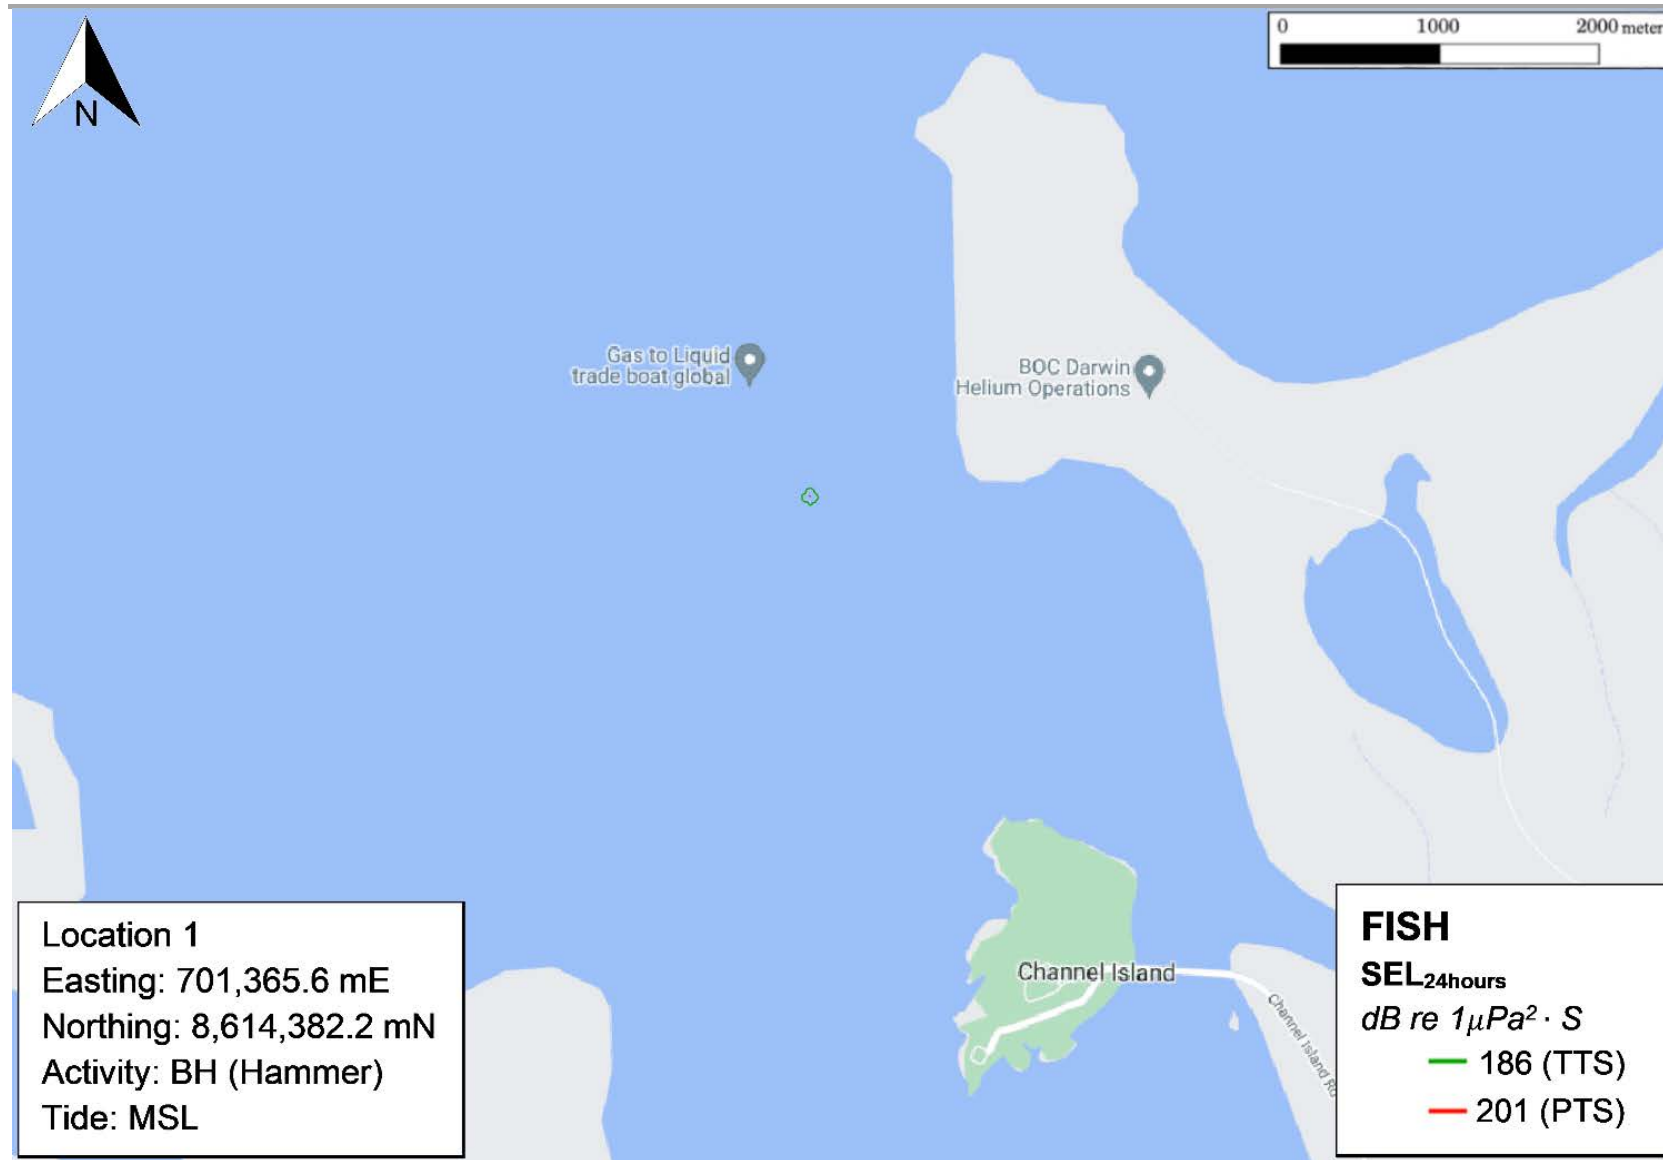 N
0 1000 2000 meter
Gas to Liquid
trade boat global
BOC Darwin
Helium Operations
Channel Island
Channel Island Rd
Location 1
Easting: 701,365.6 mE
Northing: 8,614,382.2 mN
Activity: BH (Hammer)
Tide: MSL
FISH
SEL24hours
dB re 1μPa² · S
186 (TTS)
201 (PTS)